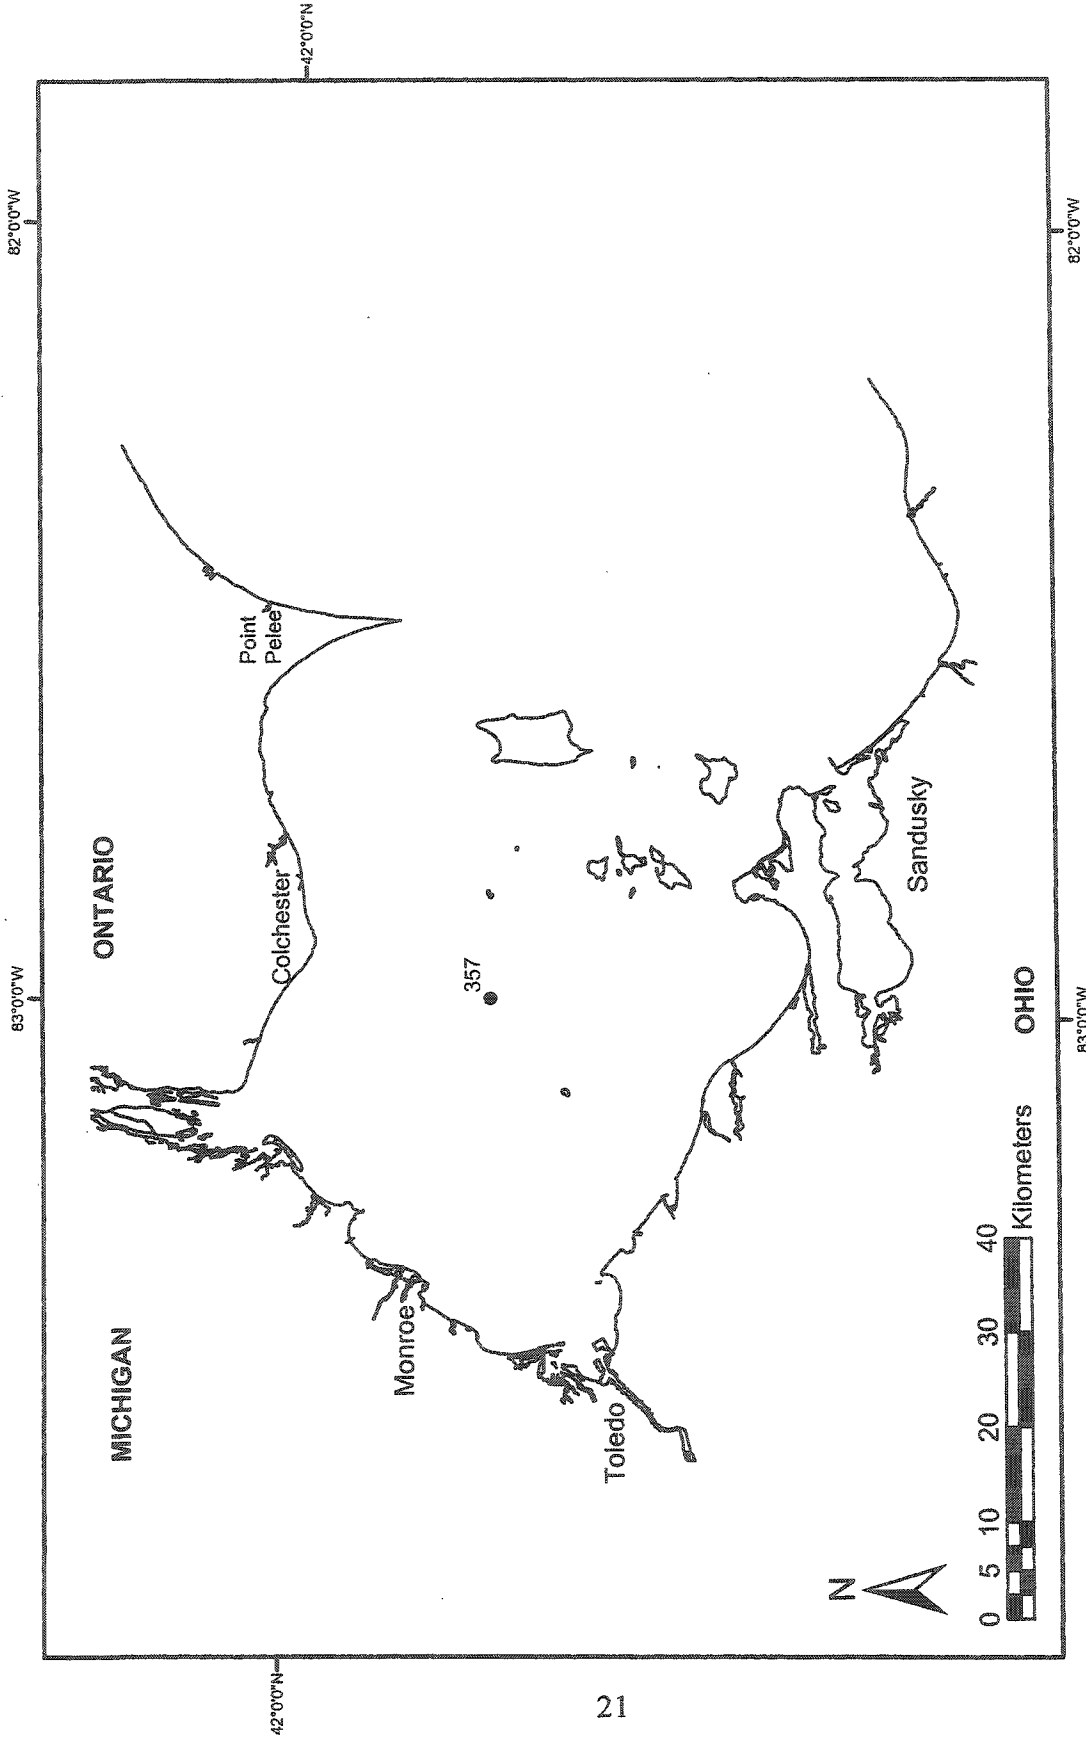 83°0'0"W
82°0'0"W
42°0'0"N
42°0'0"N
MICHIGAN
ONTARIO
Point
Pelee
Colchester
Monroe
357
Toledo
Sandusky
N
OHIO
0 5 10 20 30 40
Kilometers
83°0'0"W
82°0'0"W
21